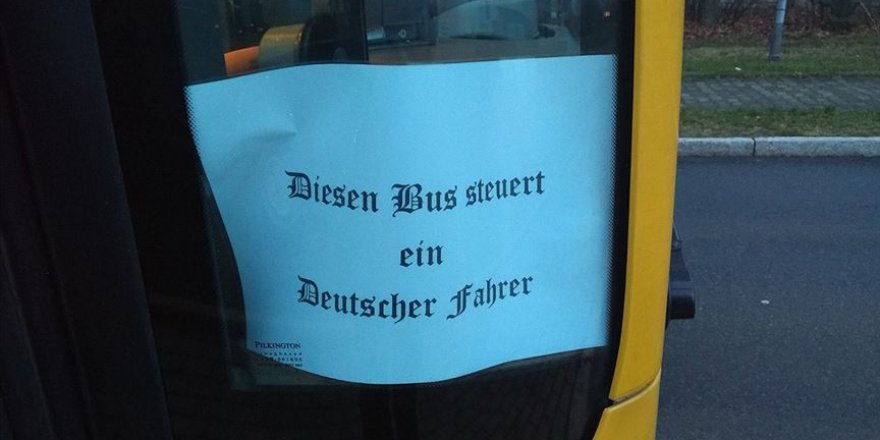 Diesen Bus steuert
ein
Deutscher Fahrer
PILKINGTON